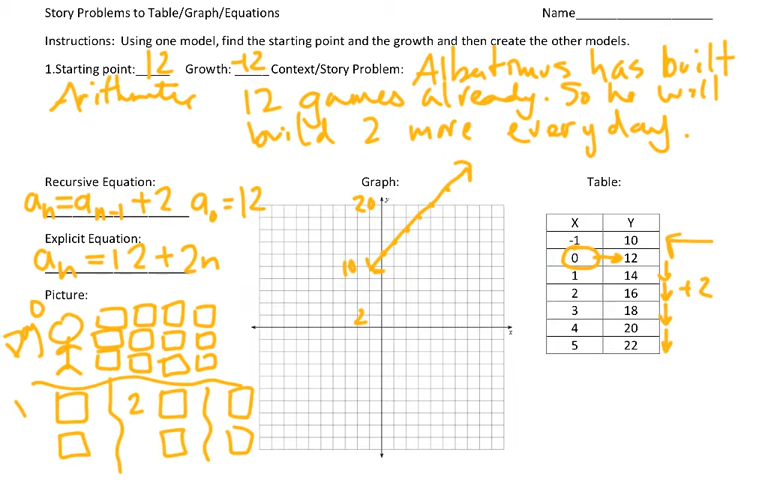 Story Problems to Table/Graph/Equations Name
Instructions: Using one model, find the starting point and the growth and then create the other models.
1.Starting point: 12 Growth: +2 Context/Story Problem: Albatrmus has built
Arithmetic 12 games already. So he will
build 2 more every day.
Recursive Equation: Graph: Table:
an=an-1+2 a0=12
20 y
X Y
Explicit Equation:
-1 10
an=12+2n
0 12
10
1 14
Picture:
2 16 +2
0
3 18
2
4 20
x
5 22
1 2